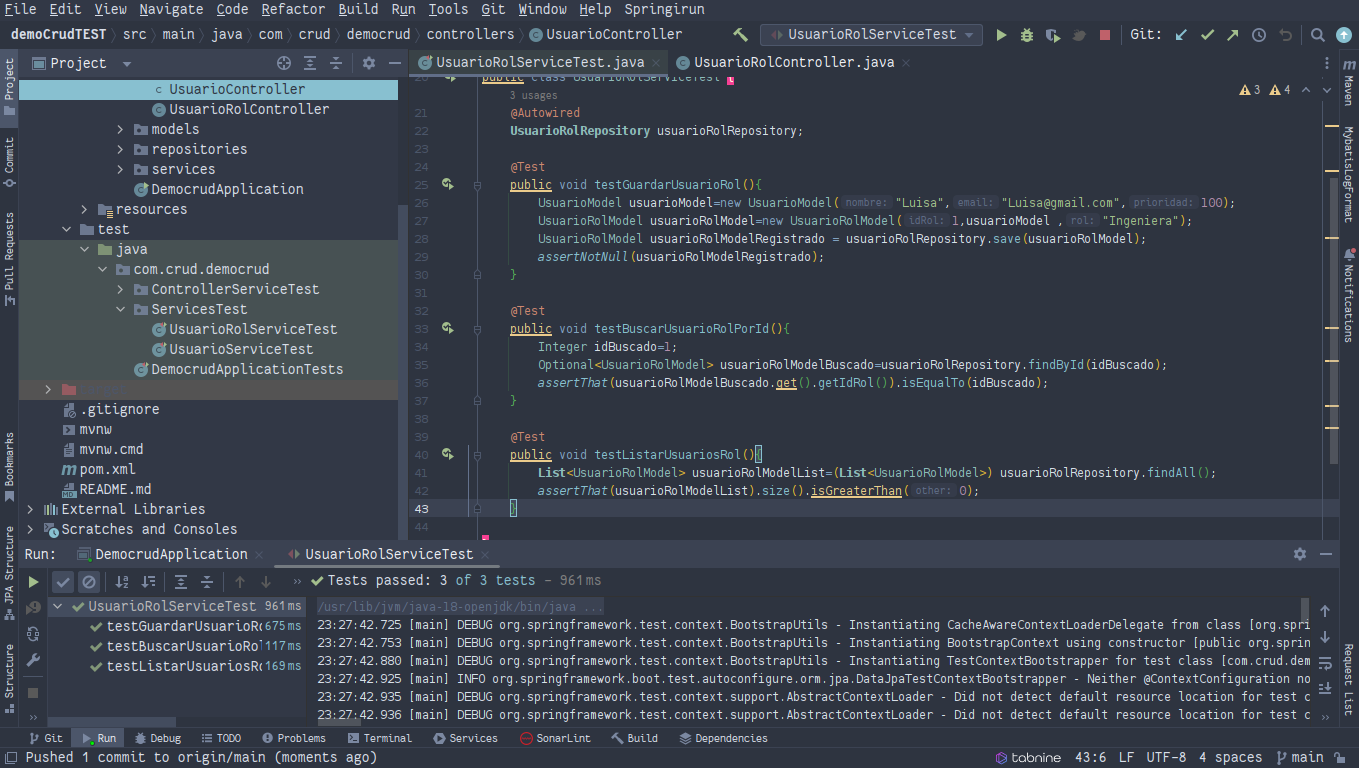 File Edit View Navigate Code Refactor Build Run Tools Git Window Help Springirun
demoCrudTEST src main java com crud democrud controllers UsuarioController UsuarioRolServiceTest Git:
Project
UsuarioRolServiceTest.java UsuarioRolController.java
UsuarioController
UsuarioRolController
models
repositories
services
DemocrudApplication
resources
test
java
com.crud.democrud
ControllerServiceTest
ServicesTest
UsuarioRolServiceTest
UsuarioServiceTest
DemocrudApplicationTests
.gitignore
mvnw
mvnw.cmd
pom.xml
README.md
External Libraries
Scratches and Consoles
Project
Commit
Pull Requests
Bookmarks
JPA Structure
Structure
3 4
20 public class UsuarioRolServiceTest {
3 usages
21 @Autowired
22 UsuarioRolRepository usuarioRolRepository;
23
24 @Test
25 public void testGuardarUsuarioRol(){
26 UsuarioModel usuarioModel=new UsuarioModel( nombre: "Luisa", email: "Luisa@gmail.com", prioridad: 100);
27 UsuarioRolModel usuarioRolModel=new UsuarioRolModel( idRol: 1,usuarioModel , rol: "Ingeniera");
28 UsuarioRolModel usuarioRolModelRegistrado = usuarioRolRepository.save(usuarioRolModel);
29 assertNotNull(usuarioRolModelRegistrado);
30 }
31
32 @Test
33 public void testBuscarUsuarioRolPorId(){
34 Integer idBuscado=1;
35 Optional<UsuarioRolModel> usuarioRolModelBuscado=usuarioRolRepository.findById(idBuscado);
36 assertThat(usuarioRolModelBuscado.get().getIdRol()).isEqualTo(idBuscado);
37 }
38
39 @Test
40 public void testListarUsuariosRol(){
41 List<UsuarioRolModel> usuarioRolModelList=(List<UsuarioRolModel>) usuarioRolRepository.findAll();
42 assertThat(usuarioRolModelList).size().isGreaterThan( other: 0);
43 }
44
Maven
MybatisLogFormat
Notifications
Request List
Run: DemocrudApplication UsuarioRolServiceTest
Tests passed: 3 of 3 tests – 961 ms
UsuarioRolServiceTest 961 ms
testGuardarUsuarioRo 675 ms
testBuscarUsuarioRol 117 ms
testListarUsuariosRo 169 ms
/usr/lib/jvm/java-18-openjdk/bin/java ...
23:27:42.725 [main] DEBUG org.springframework.test.context.BootstrapUtils - Instantiating CacheAwareContextLoaderDelegate from class [org.spri
23:27:42.753 [main] DEBUG org.springframework.test.context.BootstrapUtils - Instantiating BootstrapContext using constructor [public org.sprin
23:27:42.880 [main] DEBUG org.springframework.test.context.BootstrapUtils - Instantiating TestContextBootstrapper for test class [com.crud.dem
23:27:42.925 [main] INFO org.springframework.boot.test.autoconfigure.orm.jpa.DataJpaTestContextBootstrapper - Neither @ContextConfiguration no
23:27:42.935 [main] DEBUG org.springframework.test.context.support.AbstractContextLoader - Did not detect default resource location for test c
23:27:42.936 [main] DEBUG org.springframework.test.context.support.AbstractContextLoader - Did not detect default resource location for test c
Git Run Debug TODO Problems Terminal Services SonarLint Build Dependencies
Pushed 1 commit to origin/main (moments ago) tabnine 43:6 LF UTF-8 4 spaces main